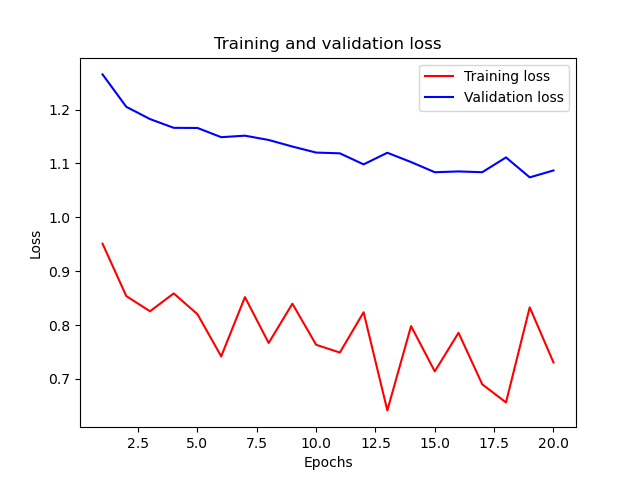 Training and validation loss
Training loss
Validation loss
1.2
1.1
1.0
0.9
0.8
0.7
Loss
2.5 5.0 7.5 10.0 12.5 15.0 17.5 20.0
Epochs